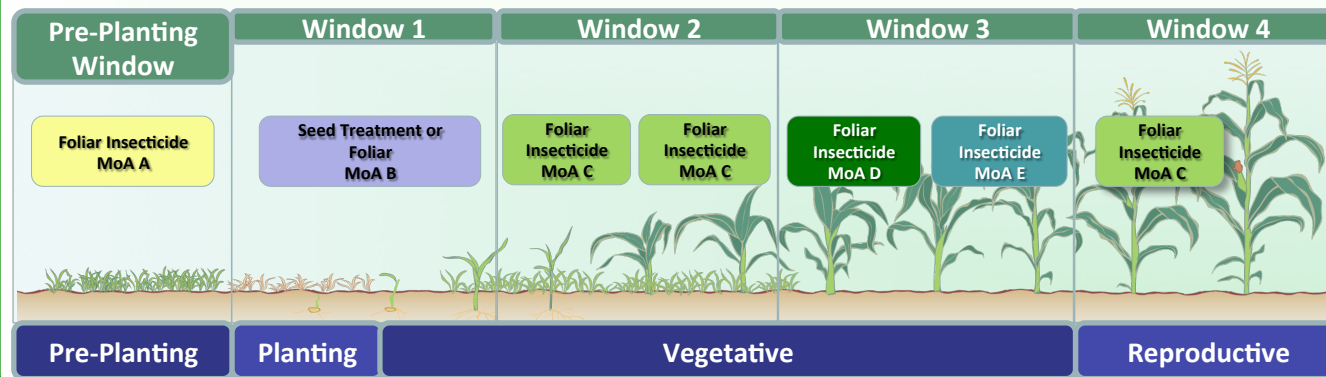 Pre-Planting
Window
Window 1
Window 2
Window 3
Window 4
Foliar Insecticide
MoA A
Seed Treatment or
Foliar
MoA B
Foliar
Insecticide
MoA C
Foliar
Insecticide
MoA C
Foliar
Insecticide
MoA D
Foliar
Insecticide
MoA E
Foliar
Insecticide
MoA C
Pre-Planting
Planting
Vegetative
Reproductive